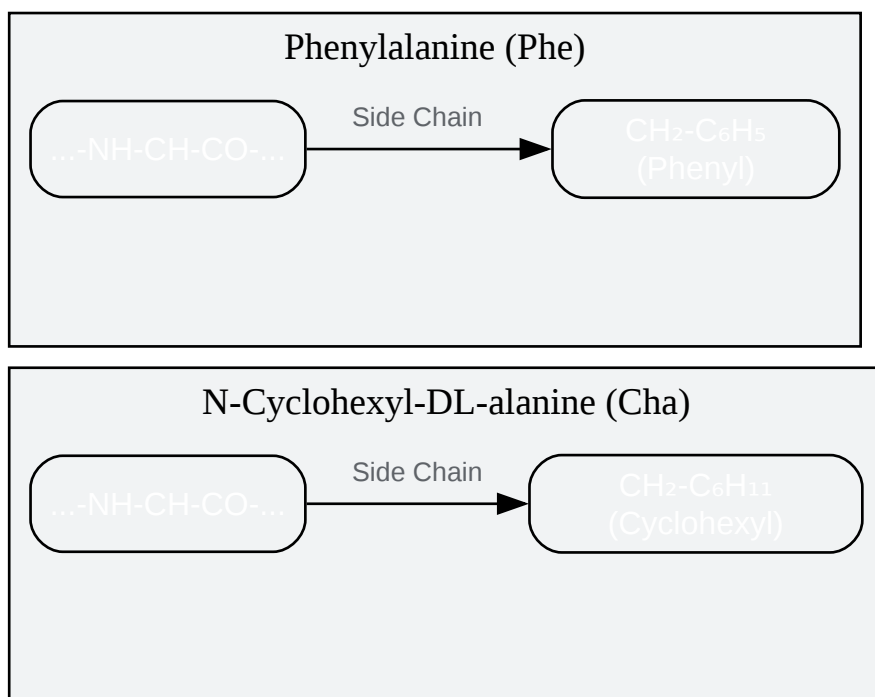 Phenylalanine (Phe)
...-NH-CH-CO-...
Side Chain
CH₂-C₆H₅
(Phenyl)
N-Cyclohexyl-DL-alanine (Cha)
...-NH-CH-CO-...
Side Chain
CH₂-C₆H₁₁
(Cyclohexyl)